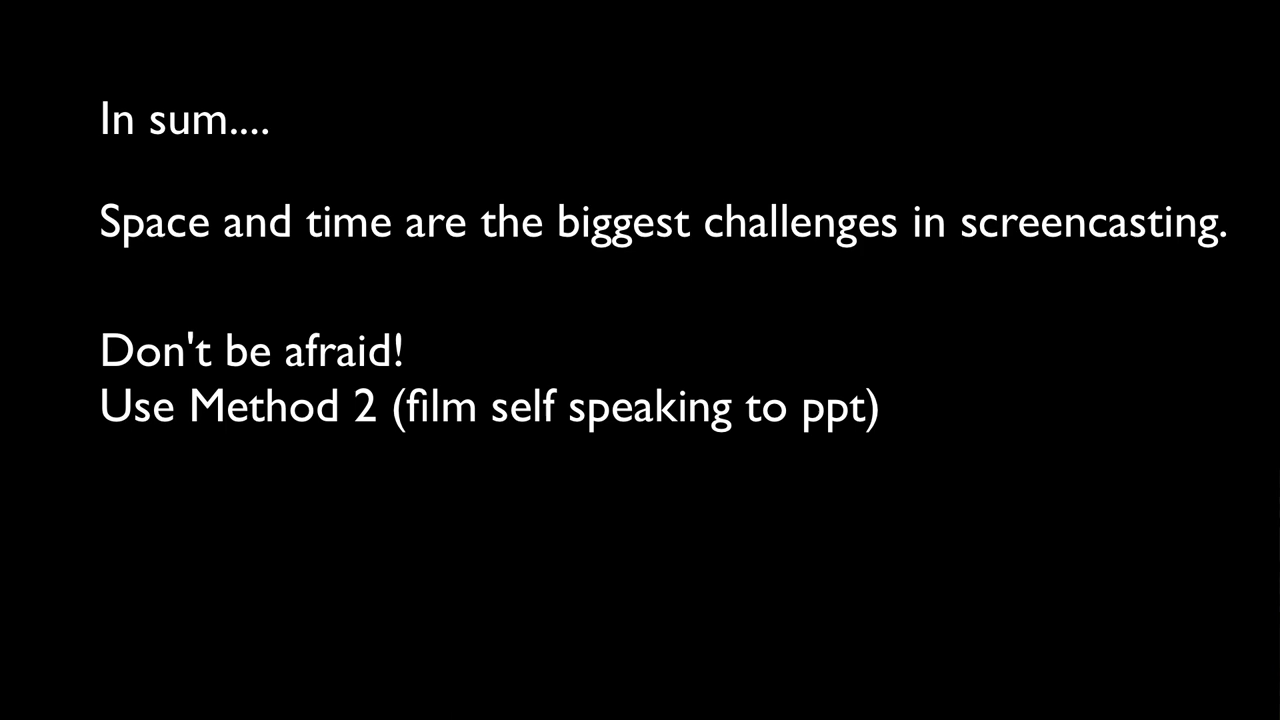 In sum....
Space and time are the biggest challenges in screencasting.
Don't be afraid!
Use Method 2 (film self speaking to ppt)